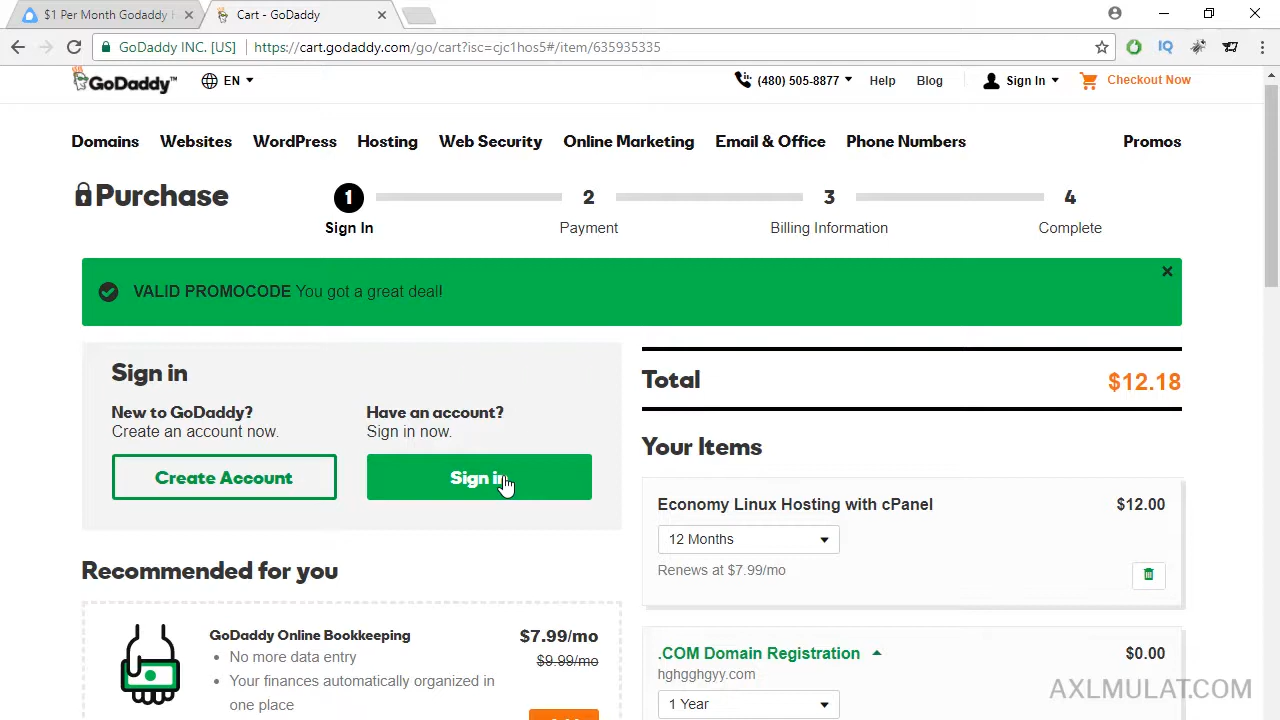 $1 Per Month Godaddy
Cart - GoDaddy
GoDaddy INC. [US]
https://cart.godaddy.com/go/cart?isc=cjc1hos5#/item/635935335
IQ
GoDaddy™
EN
(480) 505-8877
Help
Blog
Sign In
Checkout Now
Domains
Websites
WordPress
Hosting
Web Security
Online Marketing
Email & Office
Phone Numbers
Promos
Purchase
1
2
3
4
Sign In
Payment
Billing Information
Complete
VALID PROMOCODE You got a great deal!
Sign in
New to GoDaddy?
Create an account now.
Create Account
Have an account?
Sign in now.
Sign in
Total
$12.18
Your Items
Economy Linux Hosting with cPanel
$12.00
12 Months
Renews at $7.99/mo
.COM Domain Registration
$0.00
hghgghgyy.com
1 Year
Recommended for you
GoDaddy Online Bookkeeping
$7.99/mo
$9.99/mo
No more data entry
Your finances automatically organized in
one place
AXLMULAT.COM